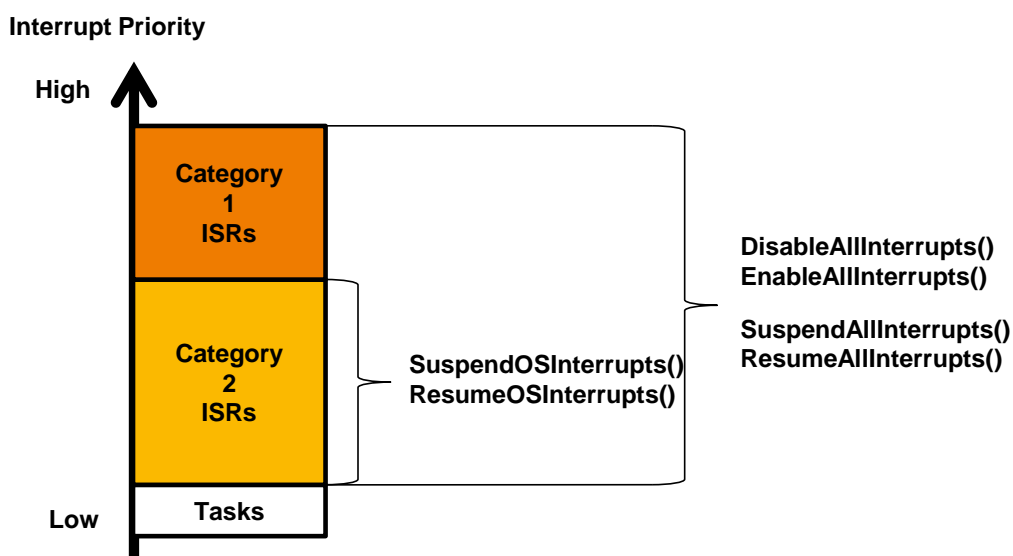 Interrupt Priority
High
Category
1
ISRs
Category
2
ISRs
SuspendOSInterrupts()
ResumeOSInterrupts()
DisableAllInterrupts()
EnableAllInterrupts()
SuspendAllInterrupts()
ResumeAllInterrupts()
Tasks
Low